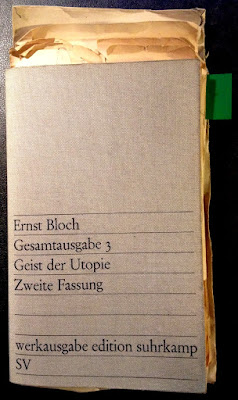 Ernst Bloch
Gesamtausgabe 3
Geist der Utopie
Zweite Fassung
werkausgabe edition suhrkamp
SV